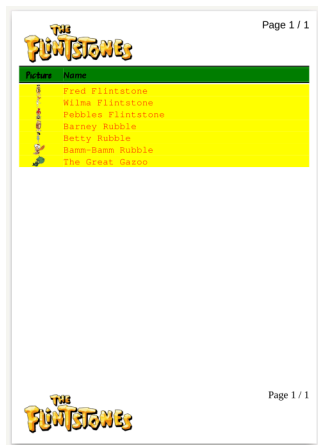 THE
FLINTSTONES
Page 1 / 1
Picture Name
Fred Flintstone
Wilma Flintstone
Pebbles Flintstone
Barney Rubble
Betty Rubble
Bamm-Bamm Rubble
The Great Gazoo
THE
FLINTSTONES
Page 1 / 1